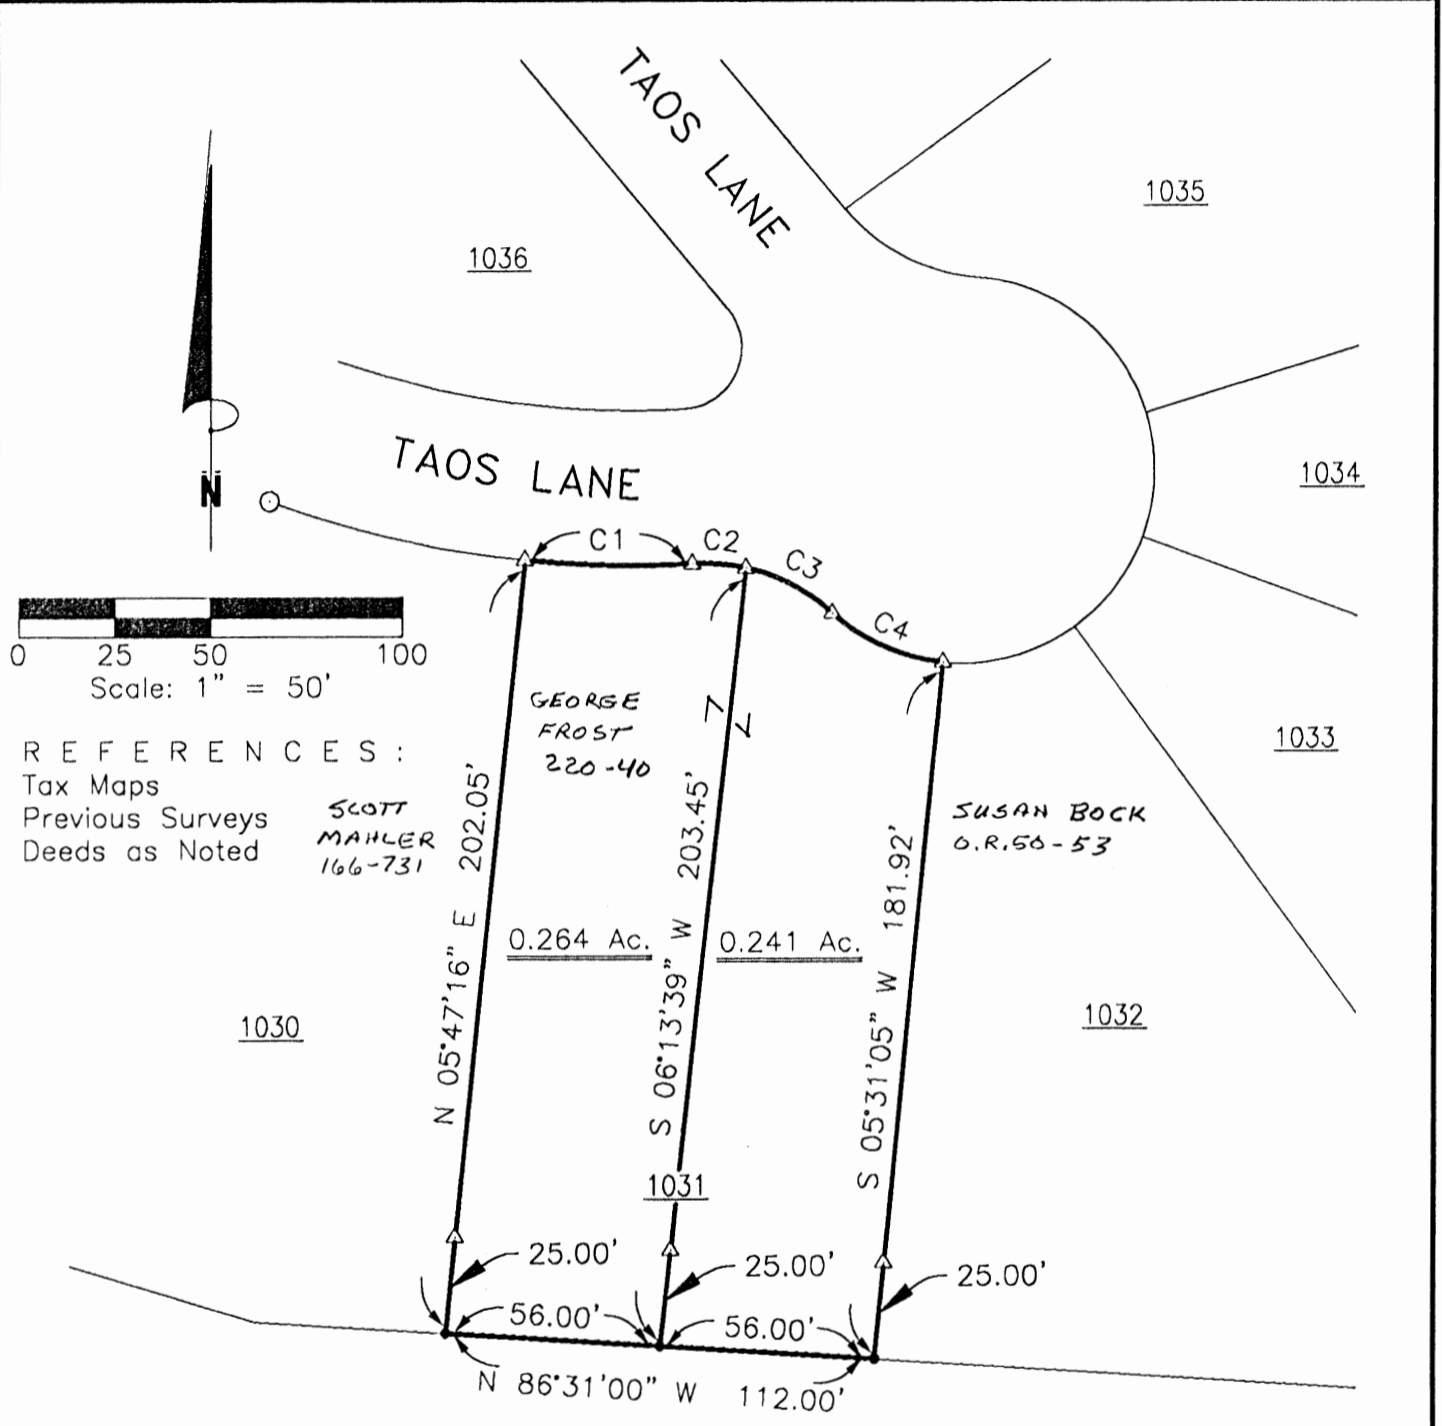 TAOS LANE
1035
1036
TAOS LANE
1034
N
C1
C2
C3
C4
0 25 50 100
Scale: 1" = 50'
GEORGE
FROST
220-40
1033
REFERENCES:
Tax Maps
Previous Surveys
Deeds as Noted
SCOTT
MAHLER
166-731
SUSAN BOCK
O.R.50-53
N 05°47'16" E 202.05'
S 06°13'39" W 203.45'
S 05°31'05" W 181.92'
0.264 Ac.
0.241 Ac.
1030
1032
1031
25.00'
25.00'
25.00'
56.00'
56.00'
N 86°31'00" W 112.00'